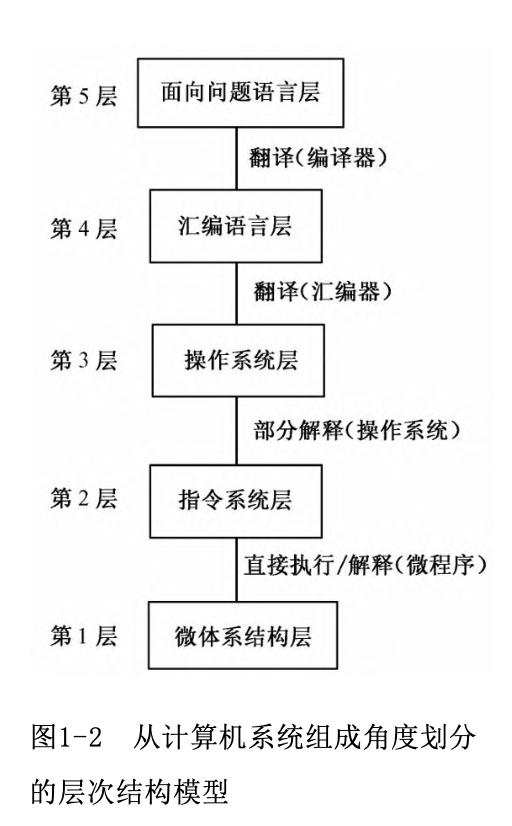 第5层 面向问题语言层
翻译(编译器)
第4层 汇编语言层
翻译(汇编器)
第3层 操作系统层
部分解释(操作系统)
第2层 指令系统层
直接执行/解释(微程序)
第1层 微体系结构层
图1-2 从计算机系统组成角度划分
的层次结构模型